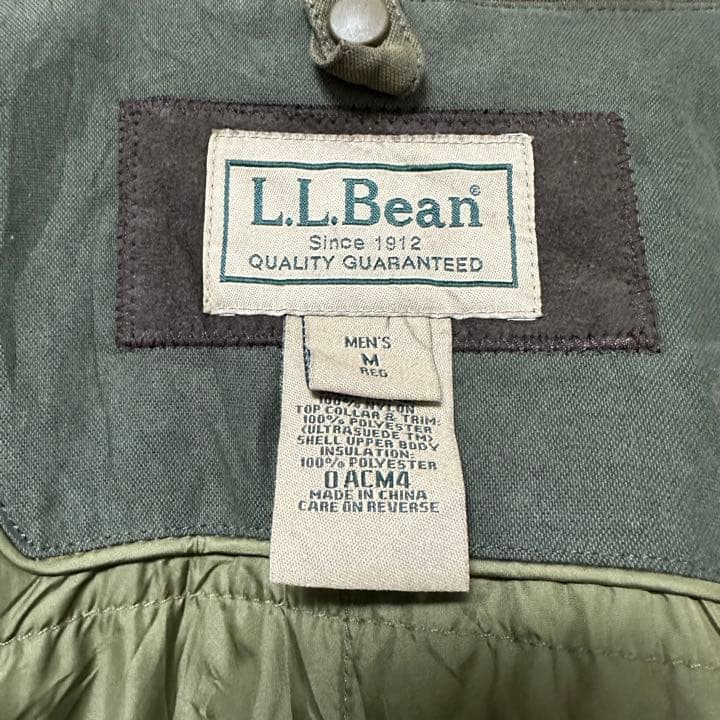 L.L.Bean®
Since 1912
QUALITY GUARANTEED
MEN'S
M
REG
100% NYLON
TOP COLLAR & TRIM:
100% POLYESTER
(ULTRASUEDE TM)
SHELL UPPER BODY
INSULATION:
100% POLYESTER
0 ACM4
MADE IN CHINA
CARE ON REVERSE